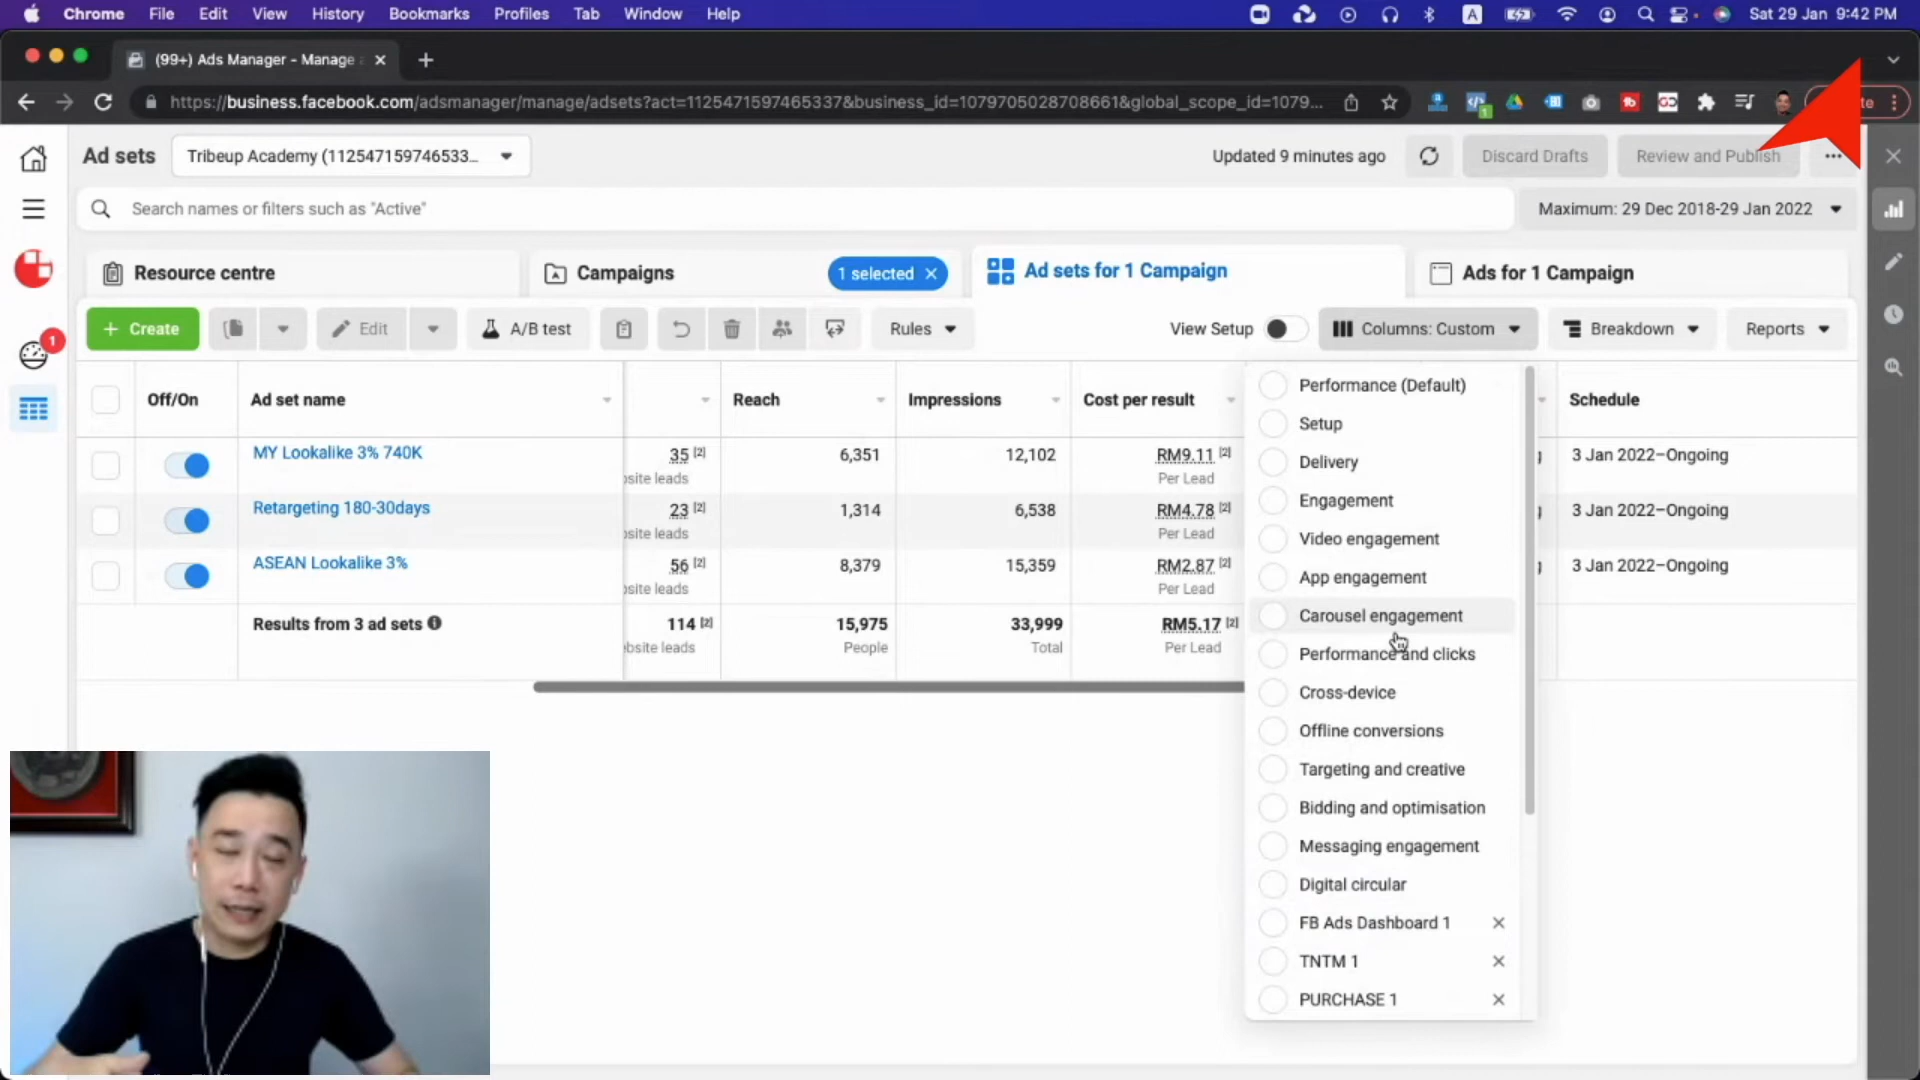 Chrome File Edit View History Bookmarks Profiles Tab Window Help
A
Sat 29 Jan 9:42 PM
(99+) Ads Manager - Manage
https://business.facebook.com/adsmanager/manage/adsets?act=1125471597465337&business_id=1079705028708661&global_scope_id=1079...
Ad sets
Tribeup Academy (112547159746533...
Updated 9 minutes ago
Discard Drafts
Review and Publish
Search names or filters such as "Active"
Maximum: 29 Dec 2018-29 Jan 2022
Resource centre
Campaigns
1 selected
Ad sets for 1 Campaign
Ads for 1 Campaign
1
+ Create
Edit
A/B test
Rules
View Setup
Columns: Custom
Breakdown
Reports
Off/On
Ad set name
Reach
Impressions
Cost per result
Schedule
MY Lookalike 3% 740K
35 [2]
6,351
12,102
RM9.11 [2]
Per Lead
3 Jan 2022–Ongoing
Retargeting 180-30days
23 [2]
1,314
6,538
RM4.78 [2]
Per Lead
3 Jan 2022–Ongoing
ASEAN Lookalike 3%
56 [2]
8,379
15,359
RM2.87 [2]
Per Lead
3 Jan 2022–Ongoing
Results from 3 ad sets
114 [2]
leads
15,975
People
33,999
Total
RM5.17 [2]
Per Lead
Performance (Default)
Setup
Delivery
Engagement
Video engagement
App engagement
Carousel engagement
Performance and clicks
Cross-device
Offline conversions
Targeting and creative
Bidding and optimisation
Messaging engagement
Digital circular
FB Ads Dashboard 1
TNTM 1
PURCHASE 1